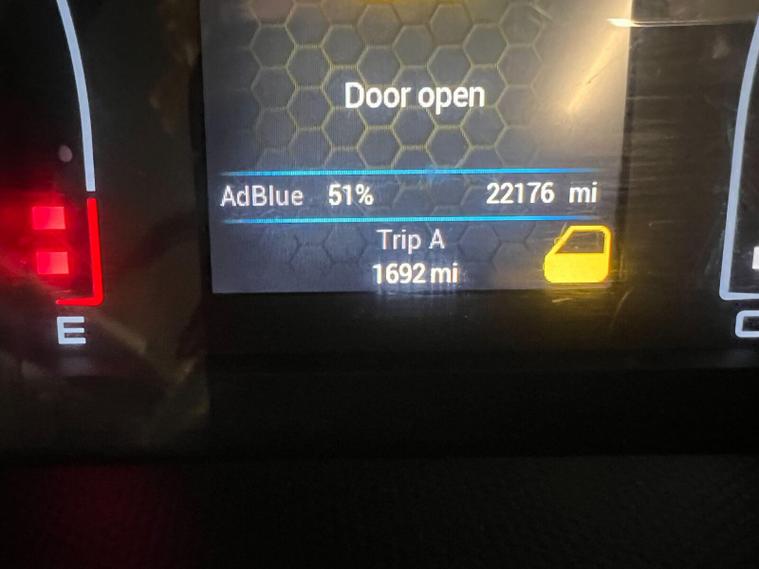 Door open
AdBlue 51% 22176 mi
Trip A
1692 mi
E
C